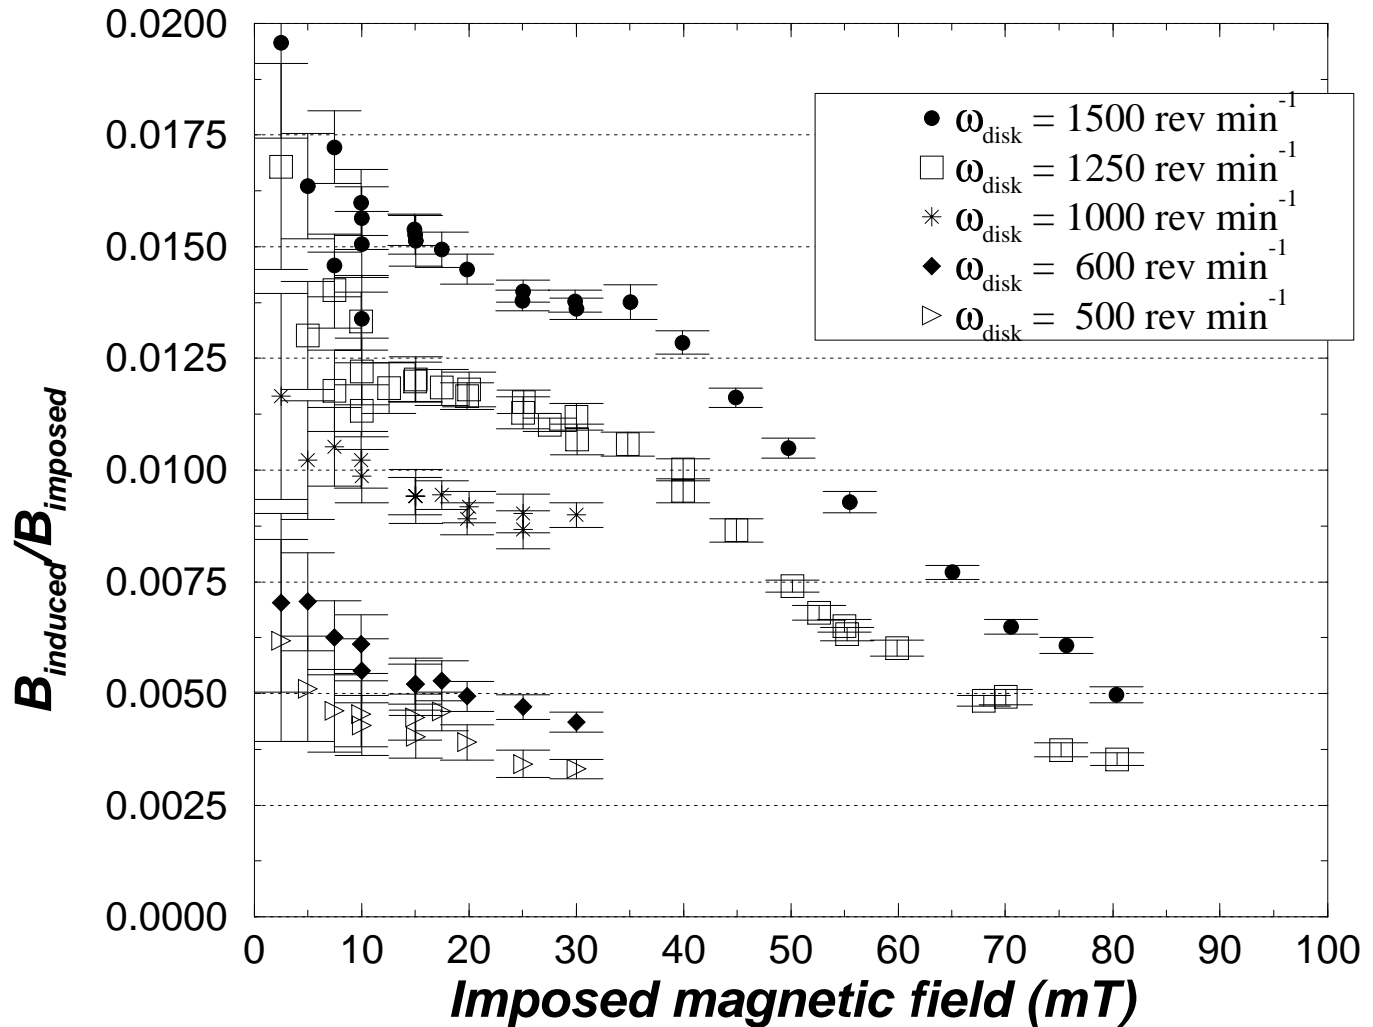 0.0200
0.0175
0.0150
0.0125
0.0100
0.0075
0.0050
0.0025
0.0000
B_induced/B_imposed
ω_disk = 1500 rev min^-1
ω_disk = 1250 rev min^-1
ω_disk = 1000 rev min^-1
ω_disk = 600 rev min^-1
ω_disk = 500 rev min^-1
0 10 20 30 40 50 60 70 80 90 100
Imposed magnetic field (mT)